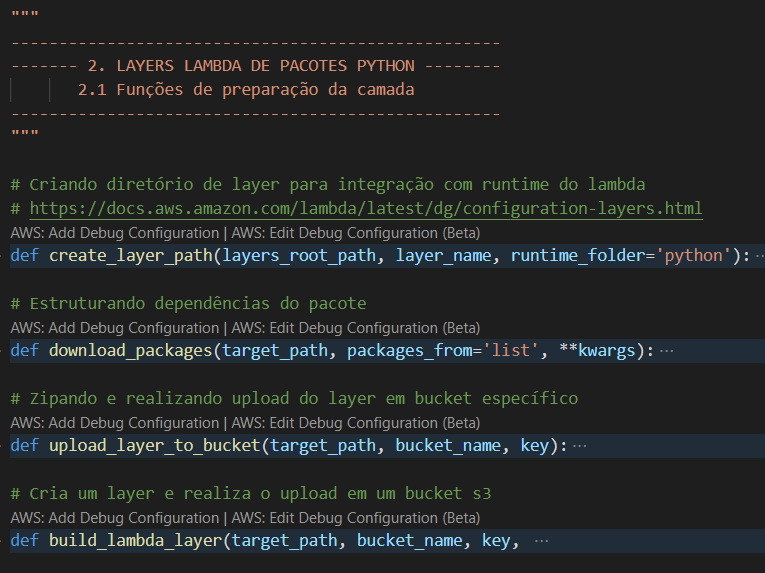 """
---------------------------------------------------
------- 2. LAYERS LAMBDA DE PACOTES PYTHON --------
2.1 Funções de preparação da camada
---------------------------------------------------
"""
# Criando diretório de layer para integração com runtime do lambda
# https://docs.aws.amazon.com/lambda/latest/dg/configuration-layers.html
AWS: Add Debug Configuration | AWS: Edit Debug Configuration (Beta)
def create_layer_path(layers_root_path, layer_name, runtime_folder='python'):···
# Estruturando dependências do pacote
AWS: Add Debug Configuration | AWS: Edit Debug Configuration (Beta)
def download_packages(target_path, packages_from='list', **kwargs):···
# Zipando e realizando upload do layer em bucket específico
AWS: Add Debug Configuration | AWS: Edit Debug Configuration (Beta)
def upload_layer_to_bucket(target_path, bucket_name, key):···
# Cria um layer e realiza o upload em um bucket s3
AWS: Add Debug Configuration | AWS: Edit Debug Configuration (Beta)
def build_lambda_layer(target_path, bucket_name, key, ···